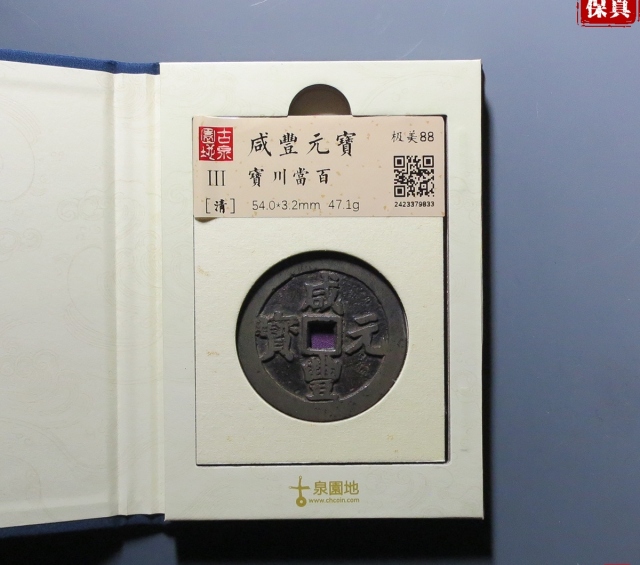 保真
古泉園地
咸豐元寶
极美88
III
寶川當百
[清]
54.0*3.2mm 47.1g
2423379833
咸豐元寶
泉園地
www.chcoin.com